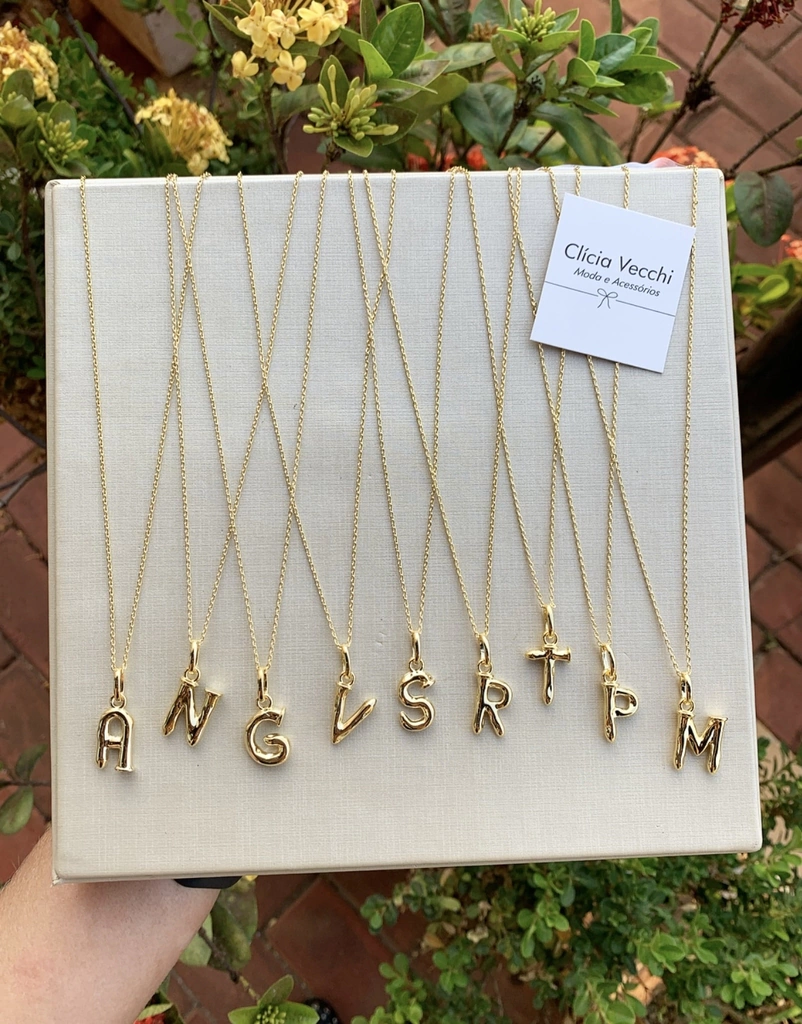 Clícia Vecchi
Moda e Acessórios
A N G V S R T P M